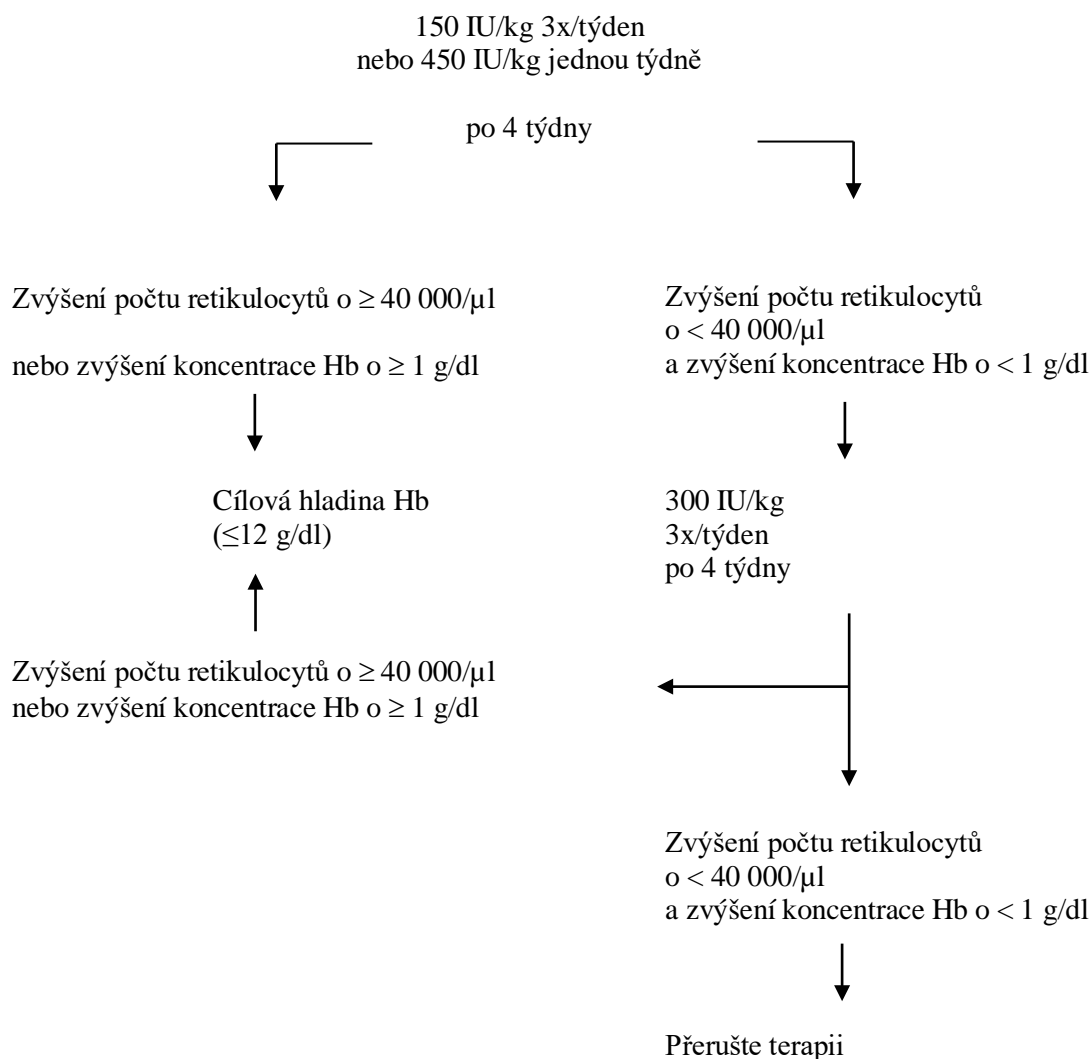 150 IU/kg 3x/týden
nebo 450 IU/kg jednou týdně
po 4 týdny
Zvýšení počtu retikulocytů o ≥ 40 000/µl
nebo zvýšení koncentrace Hb o ≥ 1 g/dl
Zvýšení počtu retikulocytů
o < 40 000/µl
a zvýšení koncentrace Hb o < 1 g/dl
Cílová hladina Hb
(≤12 g/dl)
300 IU/kg
3x/týden
po 4 týdny
Zvýšení počtu retikulocytů o ≥ 40 000/µl
nebo zvýšení koncentrace Hb o ≥ 1 g/dl
Zvýšení počtu retikulocytů
o < 40 000/µl
a zvýšení koncentrace Hb o < 1 g/dl
Přerušte terapii